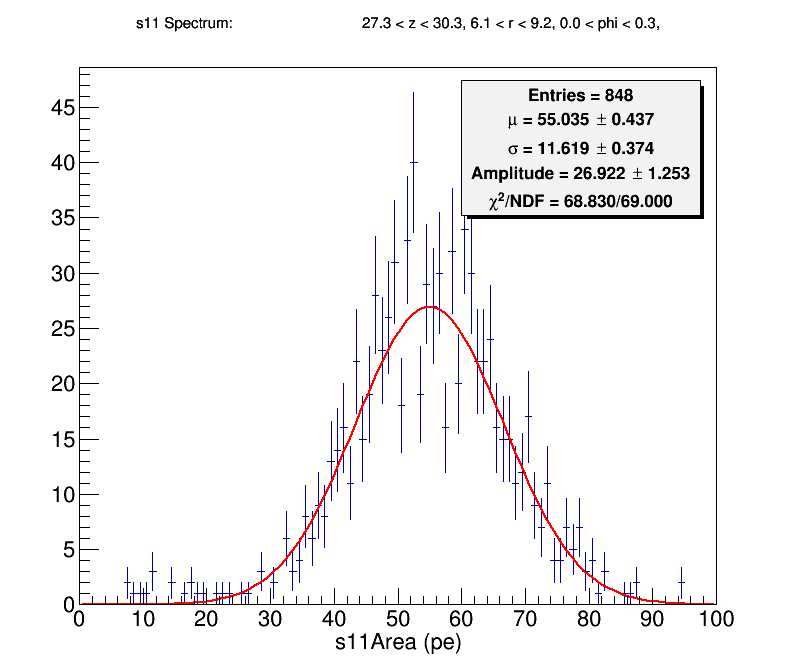 s11 Spectrum: 27.3 < z < 30.3, 6.1 < r < 9.2, 0.0 < phi < 0.3,
Entries = 848
μ = 55.035 ± 0.437
σ = 11.619 ± 0.374
Amplitude = 26.922 ± 1.253
χ²/NDF = 68.830/69.000
45
40
35
30
25
20
15
10
5
0
0 10 20 30 40 50 60 70 80 90 100
s11Area (pe)